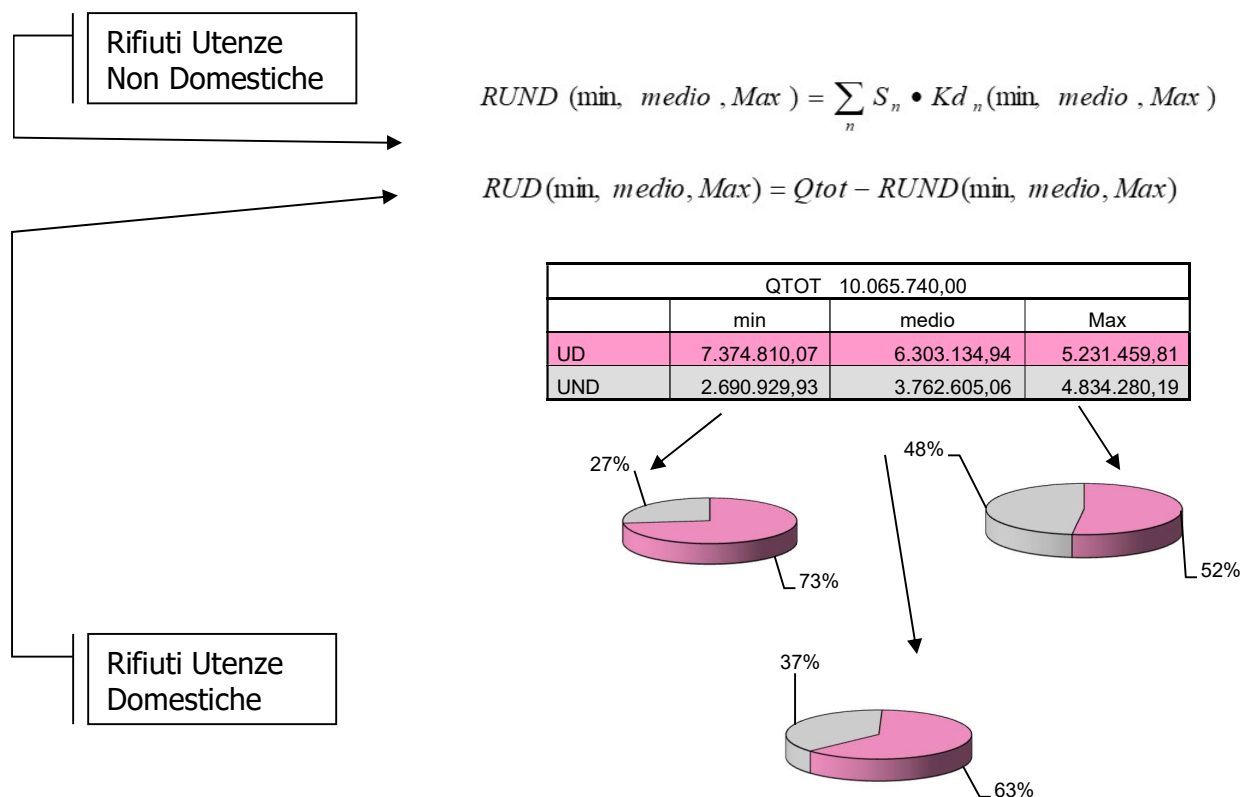 Rifiuti Utenze
Non Domestiche
RUND (min, medio , Max ) = ∑ S n • Kd n (min, medio , Max )
n
RUD(min, medio, Max) = Qtot − RUND(min, medio, Max)
QTOT 10.065.740,00
min medio Max
UD 7.374.810,07 6.303.134,94 5.231.459,81
UND 2.690.929,93 3.762.605,06 4.834.280,19
27%
73%
48%
52%
Rifiuti Utenze
Domestiche
37%
63%